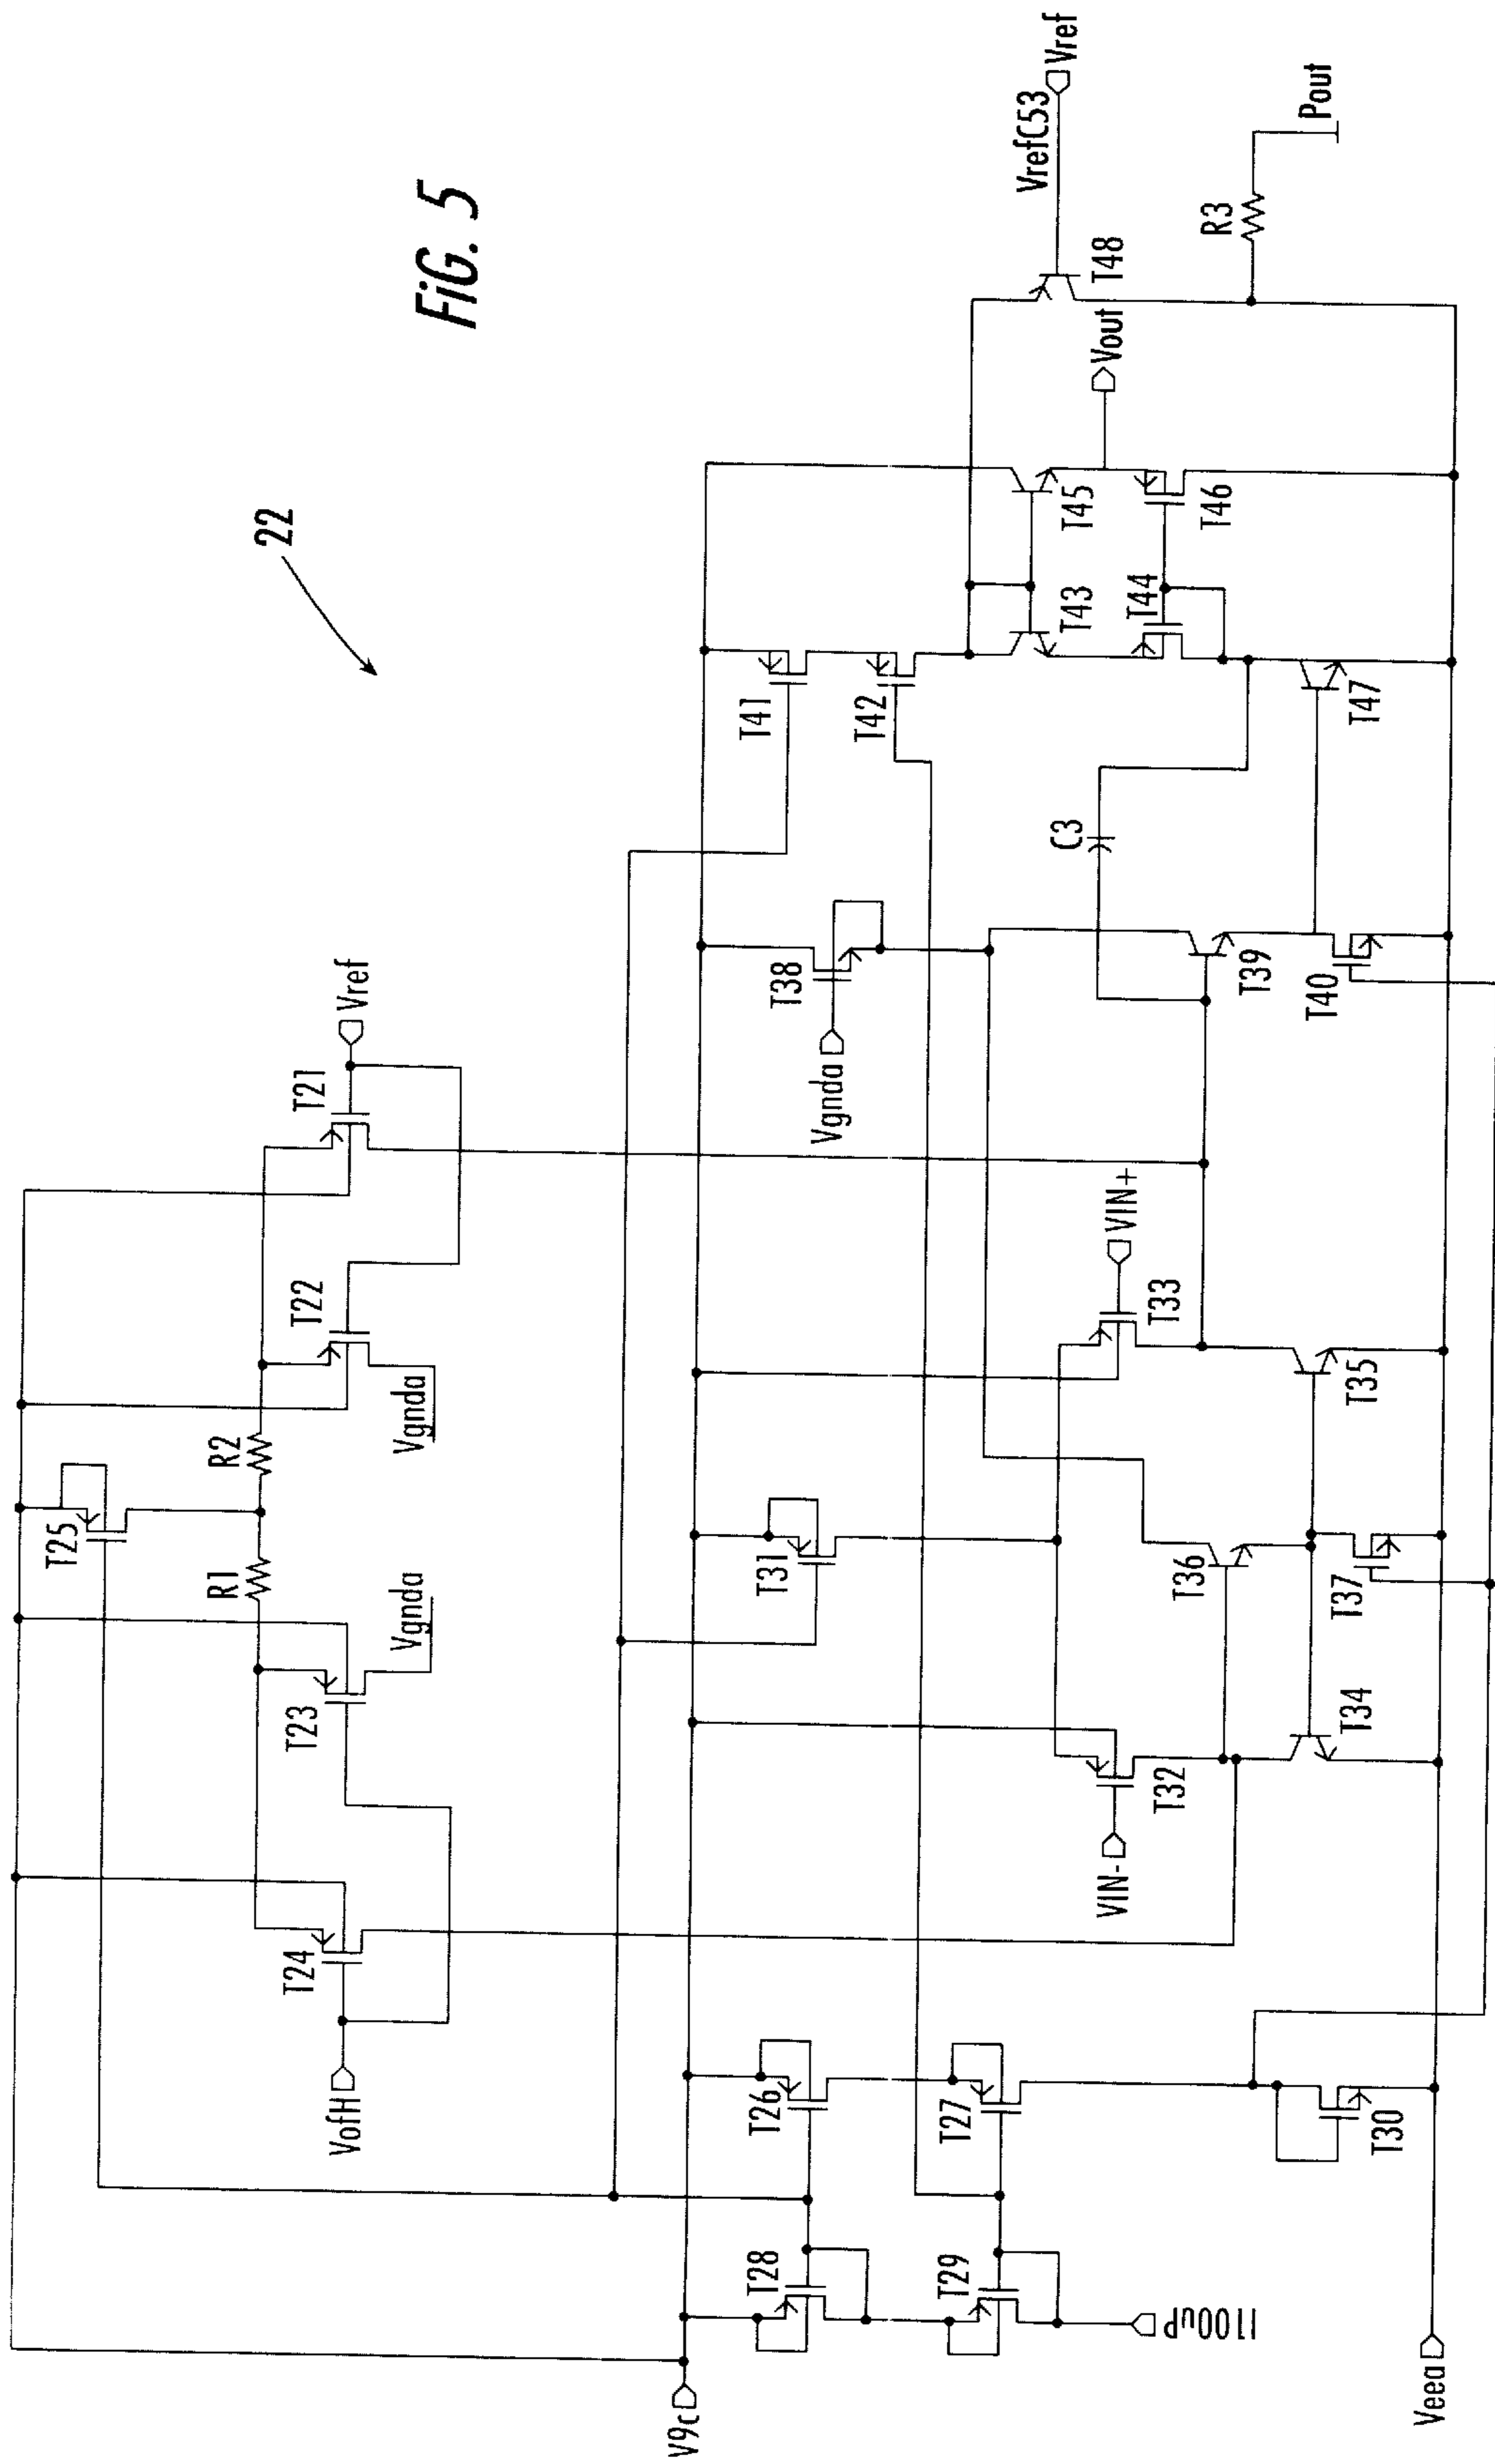 FiG. 5
22
T25
R1
R2
T24
T23
T22
T21
VofH
Vgnda
Vgnda
Vref
V9c
T28
T26
T31
T38
Vgnda
T41
T42
T29
T27
I100uP
VIN-
T32
T33
VIN+
T36
C3
T39
T43
T45
T44
T46
Vout
T48
VrefC53
Vref
R3
Pout
T34
T35
T37
T40
T47
T30
Veea